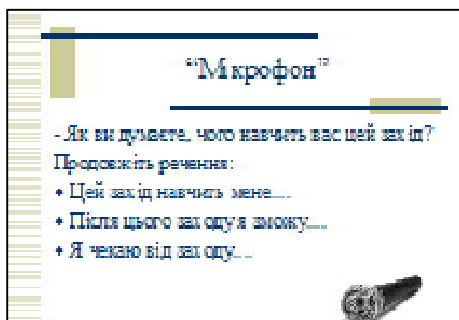 “Мікрофон”
- Як ви думаєте, чого навчить вас цей захід?
Продовжіть речення:
• Цей захід навчить мене....
• Після цього заходу я зможу....
• Я чекаю від заходу....